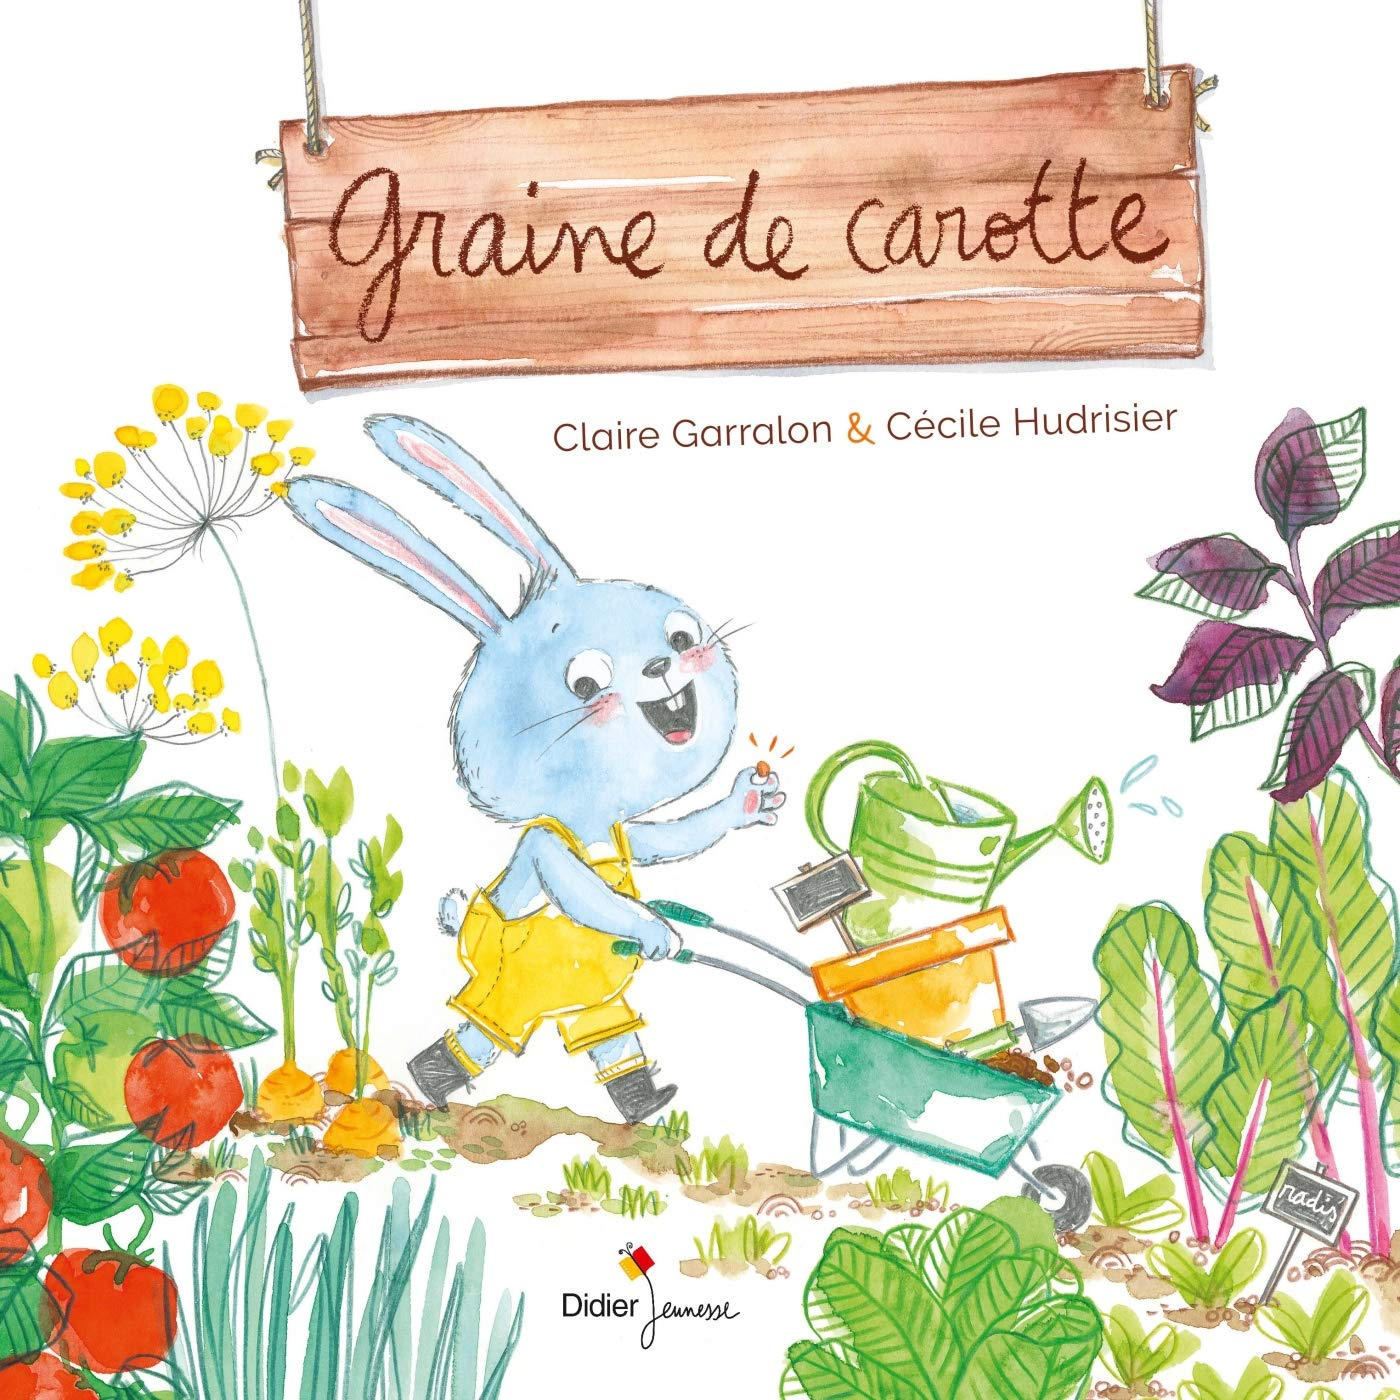 Graine de carotte
Claire Garralon & Cécile Hudrisier
radis
Didier Jeunesse